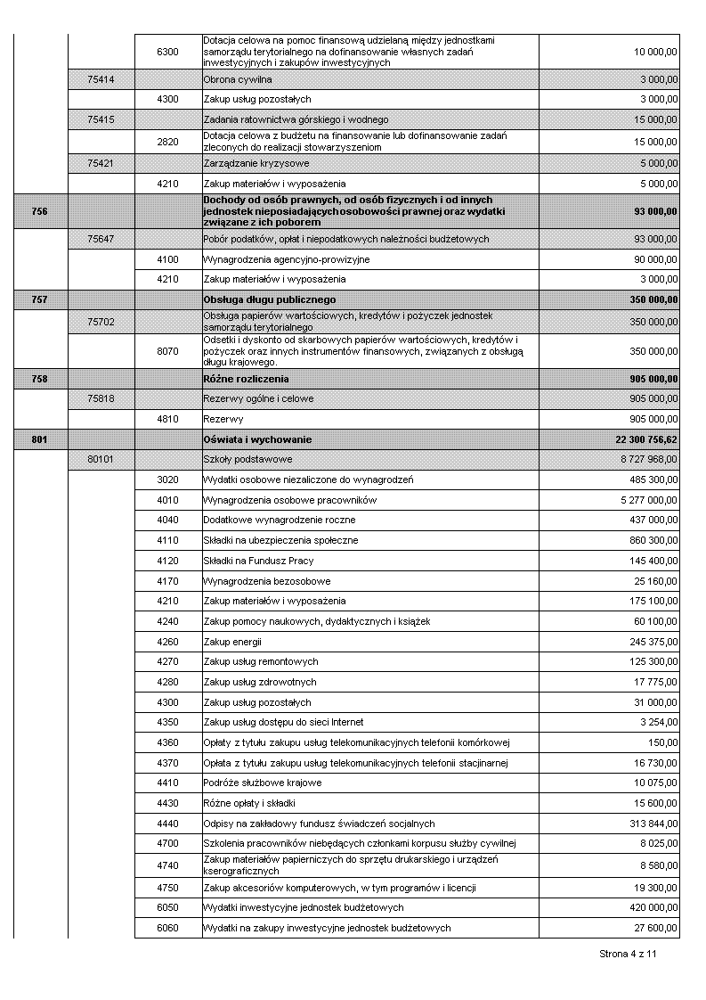 Dotacja celowa na pomoc finansową udzielaną między jednostkami
6300 samorządu terytorialnego na dofinansowanie własnych zadań 10 000,00
inwestycyjnych i zakupów inwestycyjnych
75414 Obrona cywilna 3 000,00
4300 Zakup usług pozostałych 3 000,00
75415 Zadania ratownictwa górskiego i wodnego 15 000,00
2820 Dotacja celowa z budżetu na finansowanie lub dofinansowanie zadań 15 000,00
zleconych do realizacji stowarzyszeniom
75421 Zarządzanie kryzysowe 5 000,00
4210 Zakup materiałów i wyposażenia 5 000,00
Dochody od osób prawnych, od osób fizycznych i od innych
756 jednostek nieposiadających osobowości prawnej oraz wydatki 93 000,00
związane z ich poborem
75647 Pobór podatków, opłat i niepodatkowych należności budżetowych 93 000,00
4100 Wynagrodzenia agencyjno-prowizyjne 90 000,00
4210 Zakup materiałów i wyposażenia 3 000,00
757 Obsługa długu publicznego 350 000,00
75702 Obsługa papierów wartościowych, kredytów i pożyczek jednostek 350 000,00
samorządu terytorialnego
Odsetki i dyskonto od skarbowych papierów wartościowych, kredytów i
8070 pożyczek oraz innych instrumentów finansowych, związanych z obsługą 350 000,00
długu krajowego.
758 Różne rozliczenia 905 000,00
75818 Rezerwy ogólne i celowe 905 000,00
4810 Rezerwy 905 000,00
801 Oświata i wychowanie 22 300 756,62
80101 Szkoły podstawowe 8 727 968,00
3020 Wydatki osobowe niezaliczone do wynagrodzeń 485 300,00
4010 Wynagrodzenia osobowe pracowników 5 277 000,00
4040 Dodatkowe wynagrodzenie roczne 437 000,00
4110 Składki na ubezpieczenia społeczne 860 300,00
4120 Składki na Fundusz Pracy 145 400,00
4170 Wynagrodzenia bezosobowe 25 160,00
4210 Zakup materiałów i wyposażenia 175 100,00
4240 Zakup pomocy naukowych, dydaktycznych i książek 60 100,00
4260 Zakup energii 245 375,00
4270 Zakup usług remontowych 125 300,00
4280 Zakup usług zdrowotnych 17 775,00
4300 Zakup usług pozostałych 31 000,00
4350 Zakup usług dostępu do sieci Internet 3 254,00
4360 Opłaty z tytułu zakupu usług telekomunikacyjnych telefonii komórkowej 150,00
4370 Opłata z tytułu zakupu usług telekomunikacyjnych telefonii stacjinarnej 16 730,00
4410 Podróże służbowe krajowe 10 075,00
4430 Różne opłaty i składki 15 600,00
4440 Odpisy na zakładowy fundusz świadczeń socjalnych 313 844,00
4700 Szkolenia pracowników niebędących członkami korpusu służby cywilnej 8 025,00
4740 Zakup materiałów papierniczych do sprzętu drukarskiego i urządzeń 8 580,00
kserograficznych
4750 Zakup akcesoriów komputerowych, w tym programów i licencji 19 300,00
6050 Wydatki inwestycyjne jednostek budżetowych 420 000,00
6060 Wydatki na zakupy inwestycyjne jednostek budżetowych 27 600,00
Strona 4 z 11